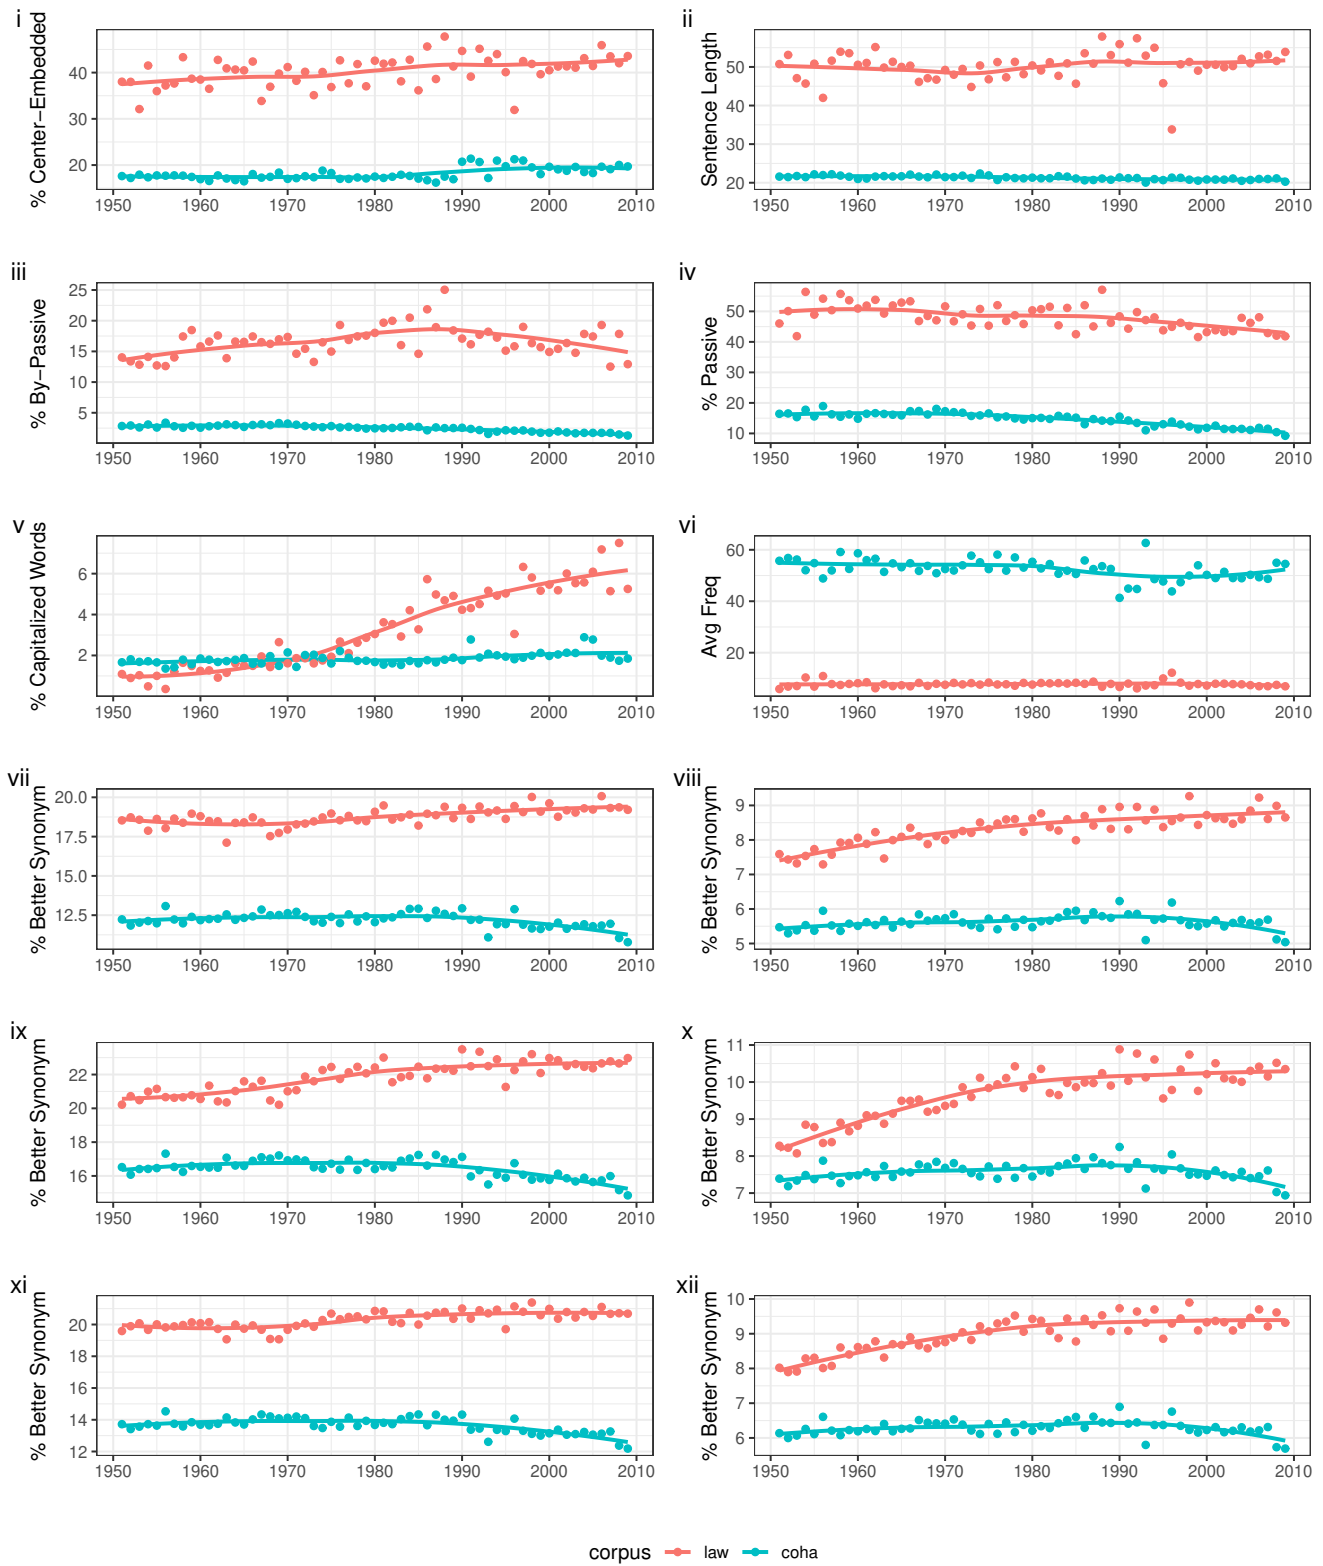 i
% Center-Embedded
40
30
20
1950 1960 1970 1980 1990 2000 2010
ii
Sentence Length
50
40
30
20
1950 1960 1970 1980 1990 2000 2010
iii
% By-Passive
25
20
15
10
5
1950 1960 1970 1980 1990 2000 2010
iv
% Passive
50
40
30
20
10
1950 1960 1970 1980 1990 2000 2010
v
% Capitalized Words
6
4
2
1950 1960 1970 1980 1990 2000 2010
vi
Avg Freq
60
40
20
1950 1960 1970 1980 1990 2000 2010
vii
% Better Synonym
20.0
17.5
15.0
12.5
1950 1960 1970 1980 1990 2000 2010
viii
% Better Synonym
9
8
7
6
5
1950 1960 1970 1980 1990 2000 2010
ix
% Better Synonym
22
20
18
16
1950 1960 1970 1980 1990 2000 2010
x
% Better Synonym
11
10
9
8
7
1950 1960 1970 1980 1990 2000 2010
xi
% Better Synonym
20
18
16
14
12
1950 1960 1970 1980 1990 2000 2010
xii
% Better Synonym
10
9
8
7
6
1950 1960 1970 1980 1990 2000 2010
corpus law coha